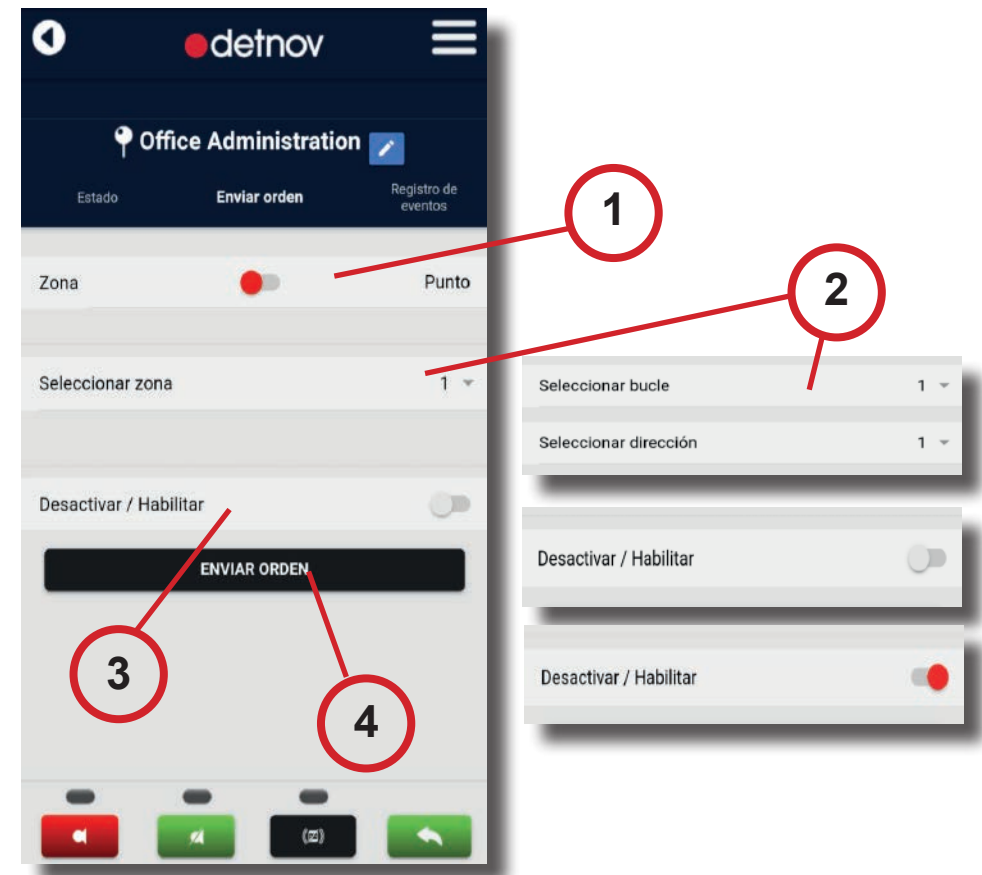 detnov
Office Administration
Estado
Enviar orden
Registro de
eventos
1
Zona
Punto
2
Seleccionar zona
1
Seleccionar bucle
1
Seleccionar dirección
1
Desactivar / Habilitar
ENVIAR ORDEN
Desactivar / Habilitar
3
4
Desactivar / Habilitar